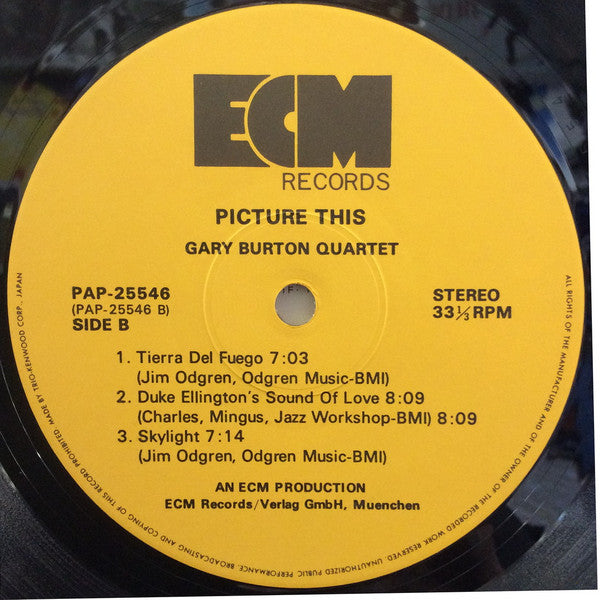 ECM
RECORDS
PICTURE THIS
GARY BURTON QUARTET
PAP-25546
(PAP-25546 B)
SIDE B
STEREO
33⅓ RPM
1. Tierra Del Fuego 7:03
(Jim Odgren, Odgren Music-BMI)
2. Duke Ellington's Sound Of Love 8:09
(Charles, Mingus, Jazz Workshop-BMI) 8:09
3. Skylight 7:14
(Jim Odgren, Odgren Music-BMI)
AN ECM PRODUCTION
ECM Records/Verlag GmbH, Muenchen
ALL RIGHTS OF THE MANUFACTURER AND OF THE OWNER OF THE RECORDED WORK RESERVED. UNAUTHORIZED PUBLIC PERFORMANCE, BROADCASTING AND COPYING OF THIS RECORD PROHIBITED. MADE BY TRIO-KENWOOD CORP., JAPAN